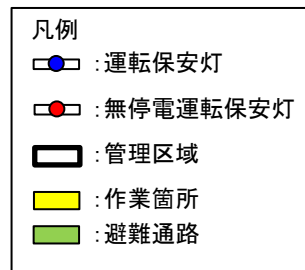 凡例
：運転保安灯
：無停電運転保安灯
：管理区域
：作業箇所
：避難通路